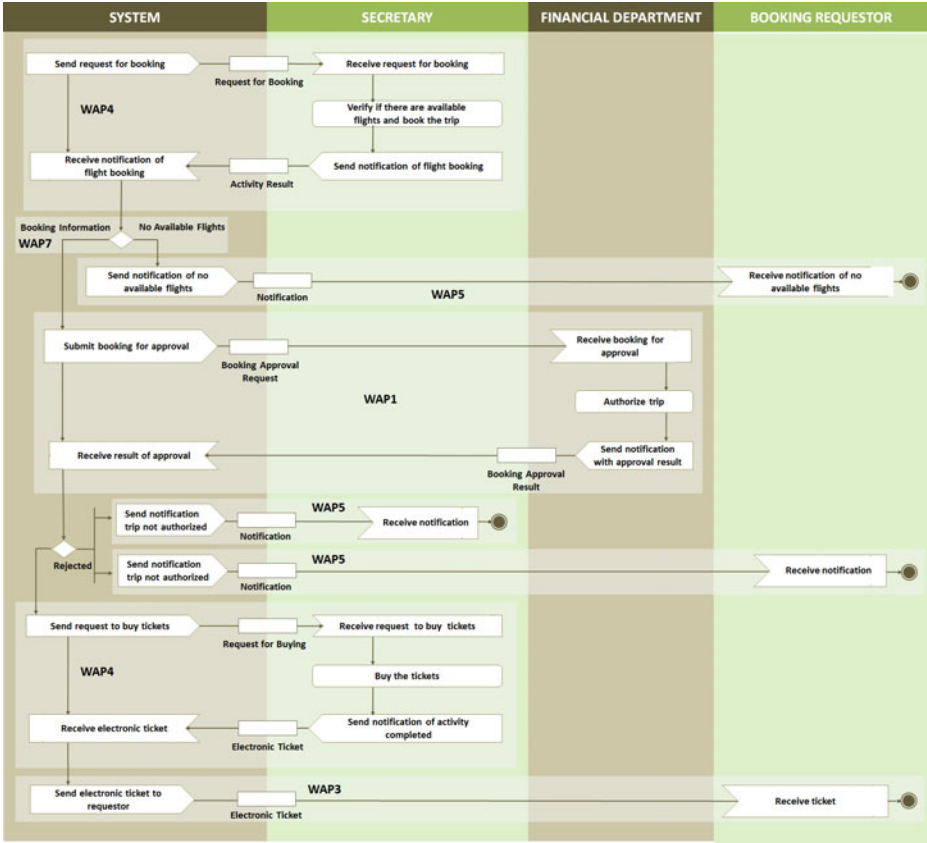 SYSTEM
SECRETARY
FINANCIAL DEPARTMENT
BOOKING REQUESTOR
Send request for booking
Request for Booking
Receive request for booking
WAP4
Verify if there are available
flights and book the trip
Receive notification of
flight booking
Activity Result
Send notification of flight booking
Booking Information
No Available Flights
WAP7
Send notification of no
available flights
Notification
WAP5
Receive notification of no
available flights
Submit booking for approval
Booking Approval
Request
Receive booking for
approval
WAP1
Authorize trip
Receive result of approval
Booking Approval
Result
Send notification
with approval result
Send notification
trip not authorized
Notification
WAP5
Receive notification
Rejected
Send notification
trip not authorized
Notification
WAP5
Receive notification
Send request to buy tickets
Request for Buying
Receive request to buy tickets
WAP4
Buy the tickets
Receive electronic ticket
Electronic Ticket
Send notification of activity
completed
Send electronic ticket to
requestor
Electronic Ticket
WAP3
Receive ticket